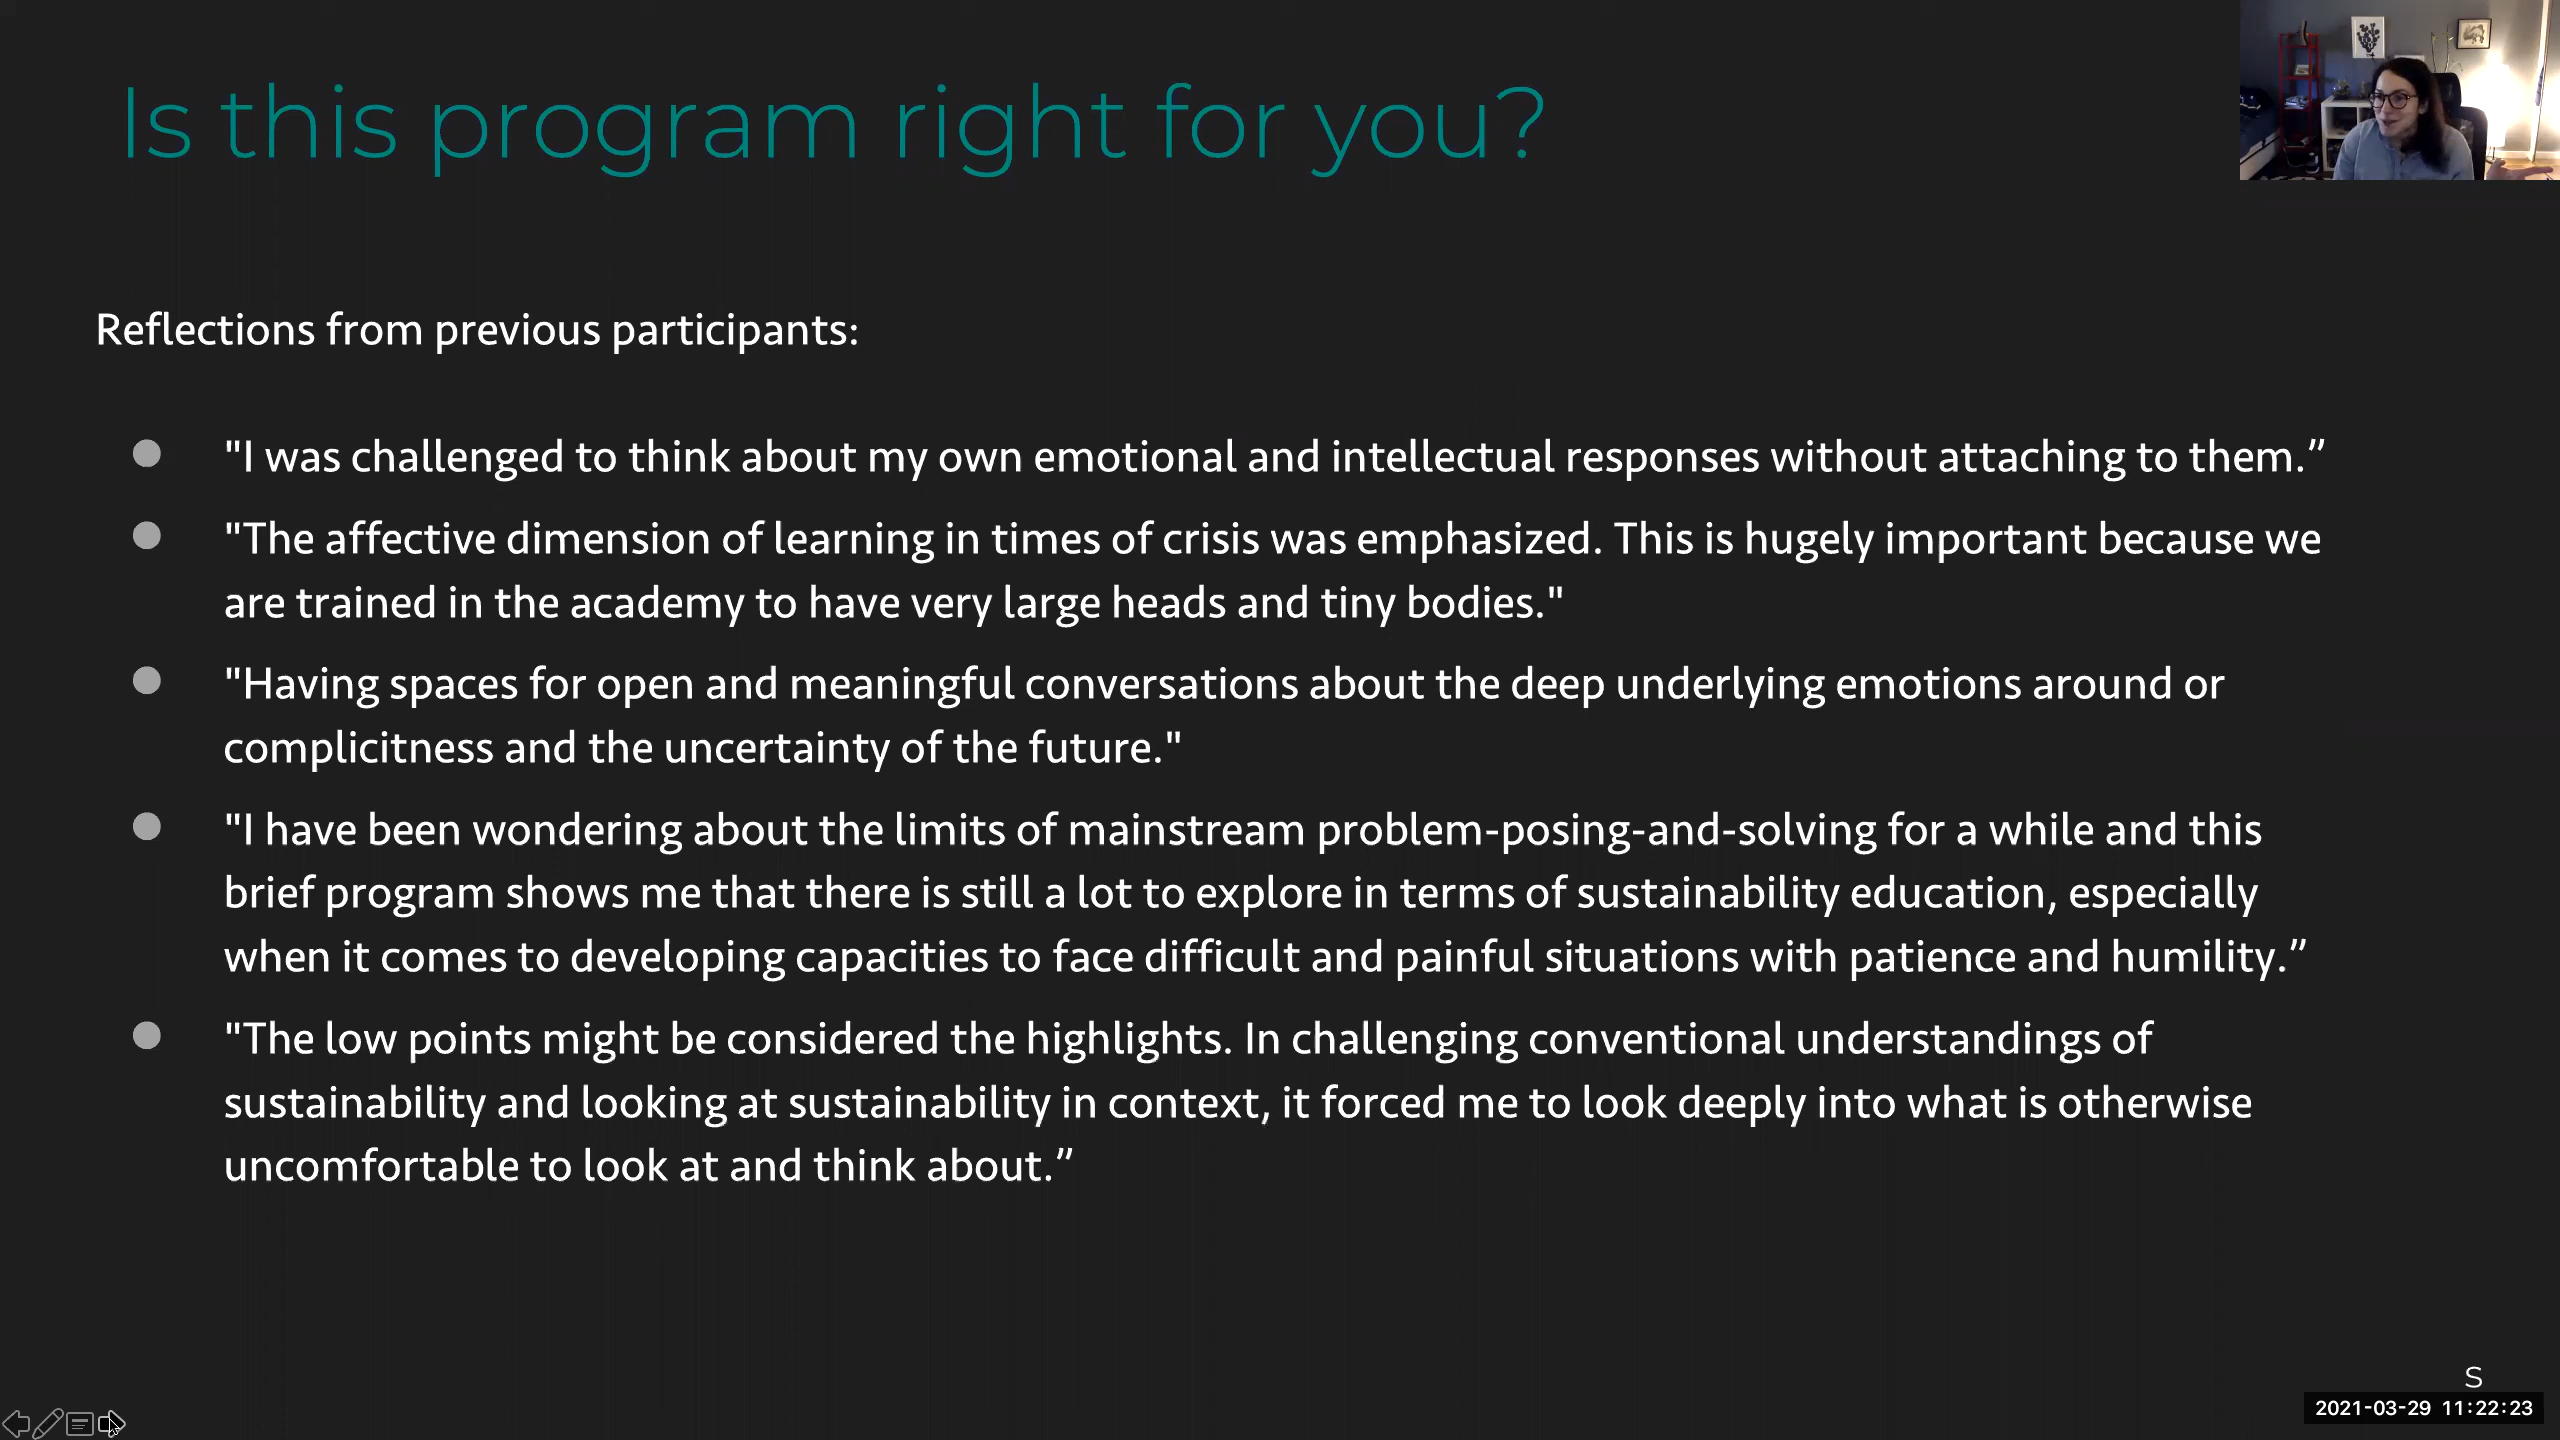 Is this program right for you?
Reflections from previous participants:
"I was challenged to think about my own emotional and intellectual responses without attaching to them.”
"The affective dimension of learning in times of crisis was emphasized. This is hugely important because we
are trained in the academy to have very large heads and tiny bodies."
"Having spaces for open and meaningful conversations about the deep underlying emotions around or
complicitness and the uncertainty of the future."
"I have been wondering about the limits of mainstream problem-posing-and-solving for a while and this
brief program shows me that there is still a lot to explore in terms of sustainability education, especially
when it comes to developing capacities to face difficult and painful situations with patience and humility.”
"The low points might be considered the highlights. In challenging conventional understandings of
sustainability and looking at sustainability in context, it forced me to look deeply into what is otherwise
uncomfortable to look at and think about.”
S
2021-03-29 11:22:23